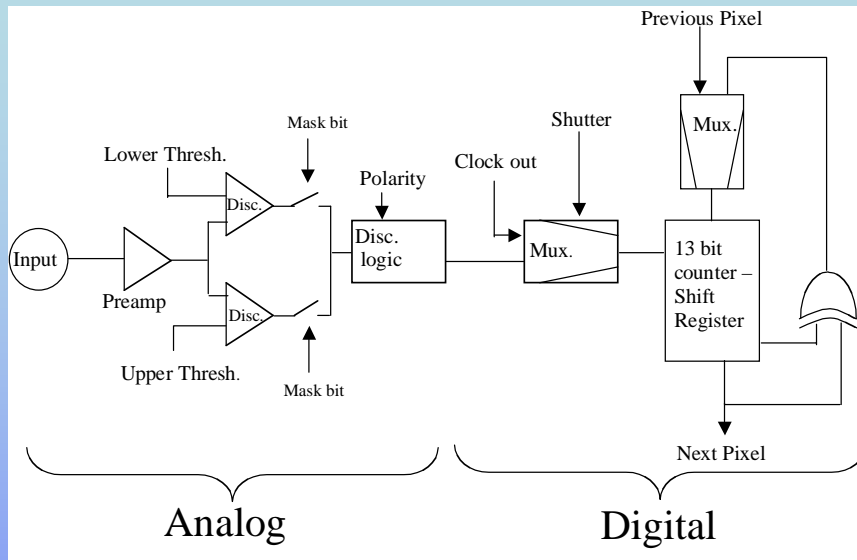 Previous Pixel
Mux.
Mask bit
Shutter
Lower Thresh.
Clock out
Polarity
Disc.
Disc.
logic
Mux.
13 bit
counter –
Shift
Register
Input
Preamp
Disc.
Upper Thresh.
Mask bit
Next Pixel
Analog
Digital